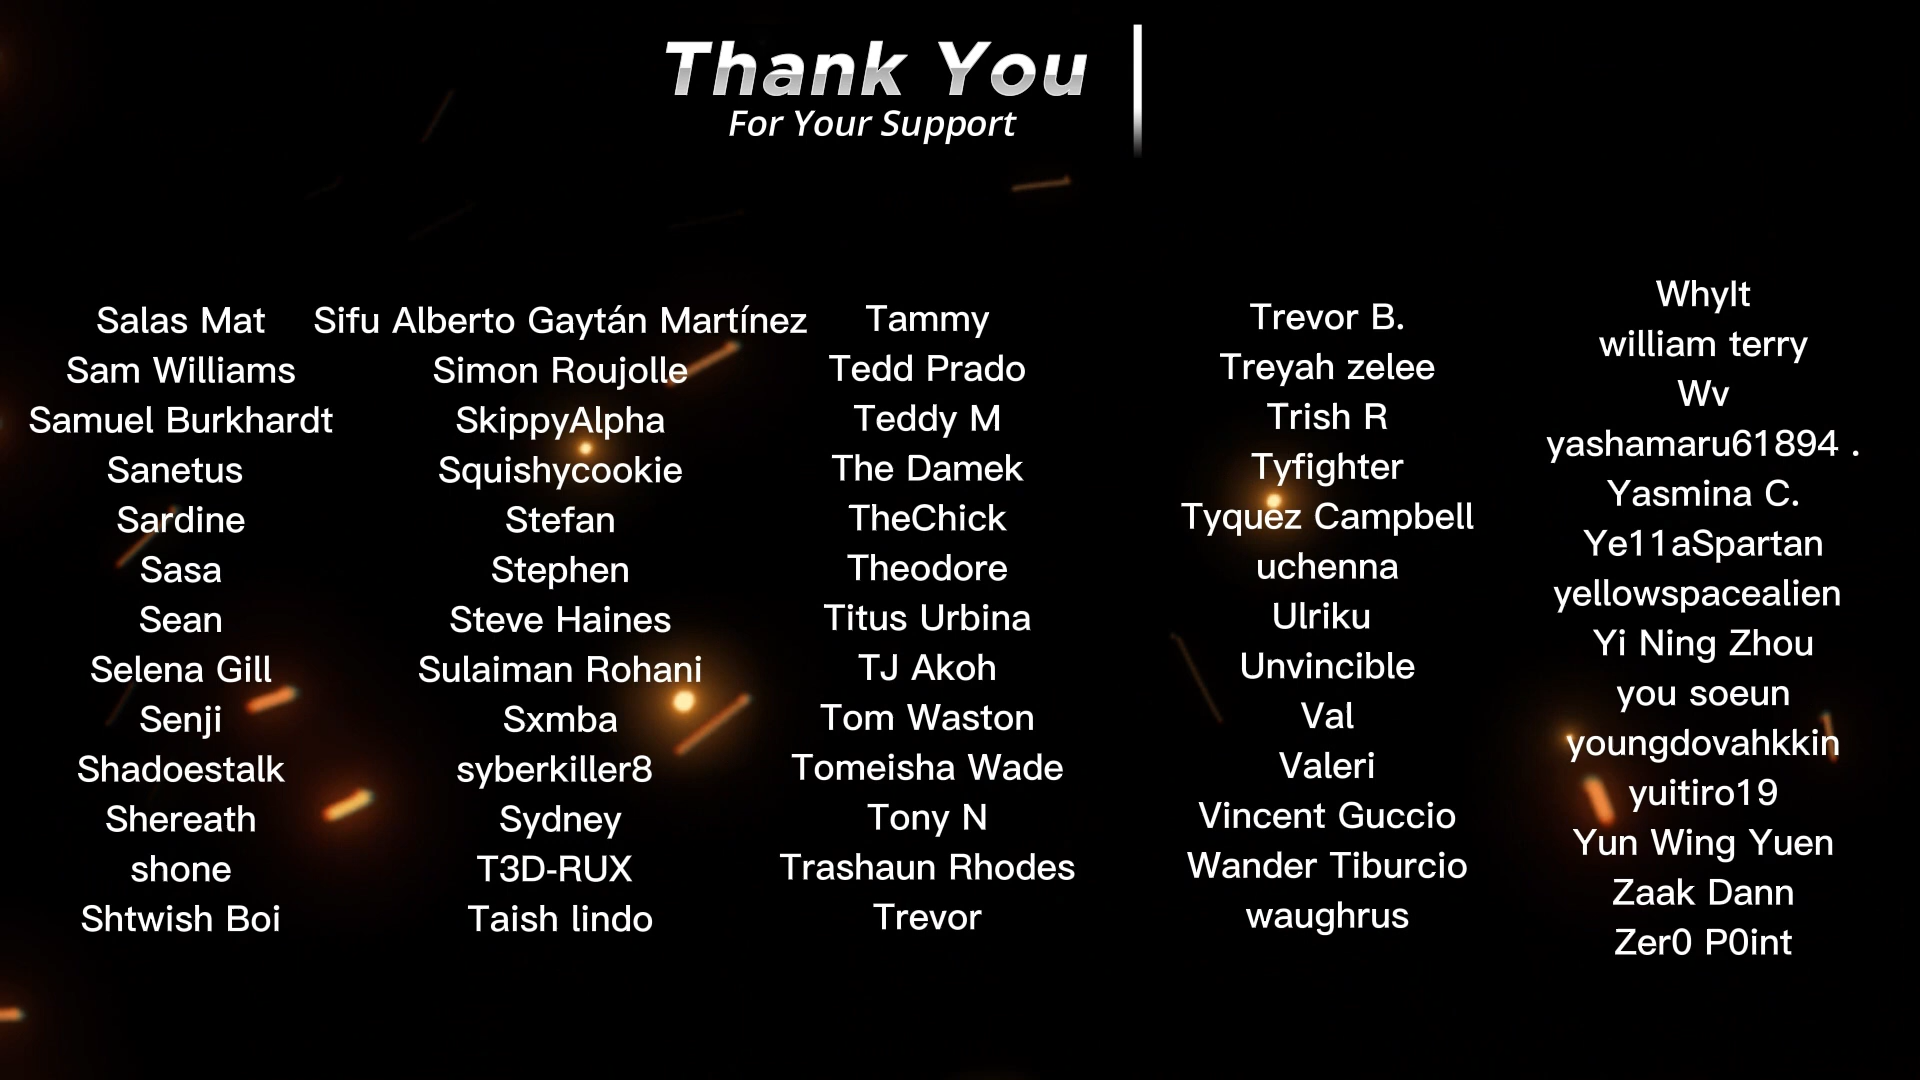 Thank You
For Your Support
Salas Mat
Sam Williams
Samuel Burkhardt
Sanetus
Sardine
Sasa
Sean
Selena Gill
Senji
Shadoestalk
Shereath
shone
Shtwish Boi
Sifu Alberto Gaytán Martínez
Simon Roujolle
SkippyAlpha
Squishycookie
Stefan
Stephen
Steve Haines
Sulaiman Rohani
Sxmba
syberkiller8
Sydney
T3D-RUX
Taish lindo
Tammy
Tedd Prado
Teddy M
The Damek
TheChick
Theodore
Titus Urbina
TJ Akoh
Tom Waston
Tomeisha Wade
Tony N
Trashaun Rhodes
Trevor
Trevor B.
Treyah zelee
Trish R
Tyfighter
Tyquez Campbell
uchenna
Ulriku
Unvincible
Val
Valeri
Vincent Guccio
Wander Tiburcio
waughrus
WhyIt
william terry
Wv
yashamaru61894 .
Yasmina C.
Ye11aSpartan
yellowspacealien
Yi Ning Zhou
you soeun
youngdovahkkin
yuitiro19
Yun Wing Yuen
Zaak Dann
Zer0 P0int